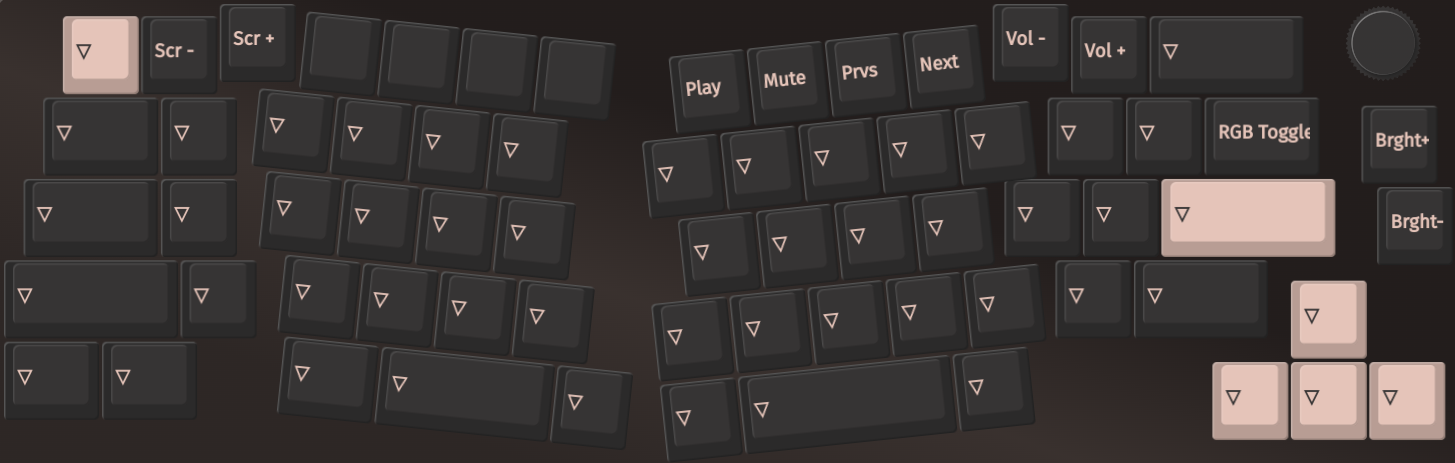 Scr -
Scr +
Play
Mute
Prvs
Next
Vol -
Vol +
RGB Toggle
Brght+
Brght-